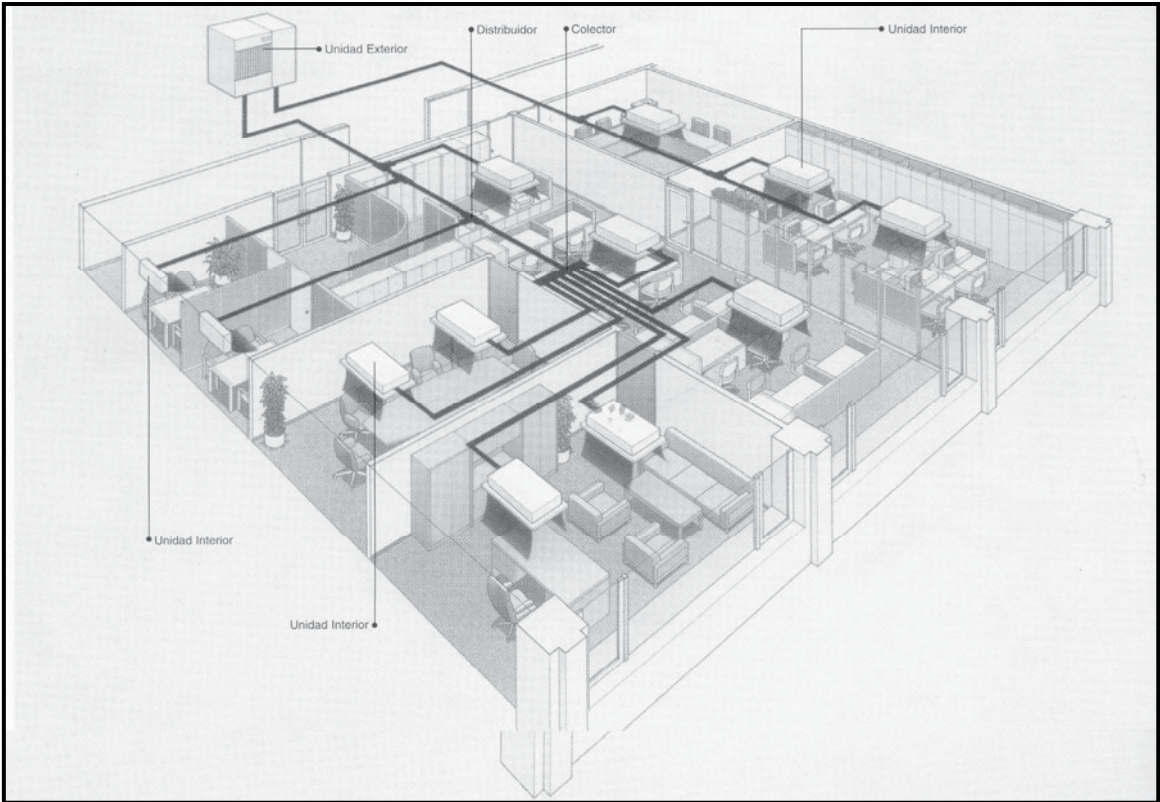 Unidad Exterior
Distribuidor
Colector
Unidad Interior
Unidad Interior
Unidad Interior